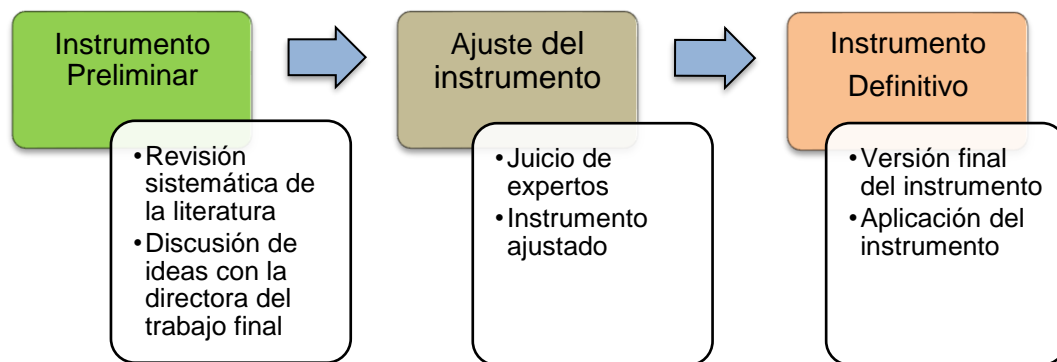 Instrumento
Preliminar
•Revisión
sistemática de
la literatura
•Discusión de
ideas con la
directora del
trabajo final
Ajuste del
instrumento
•Juicio de
expertos
•Instrumento
ajustado
Instrumento
Definitivo
•Versión final
del instrumento
•Aplicación del
instrumento